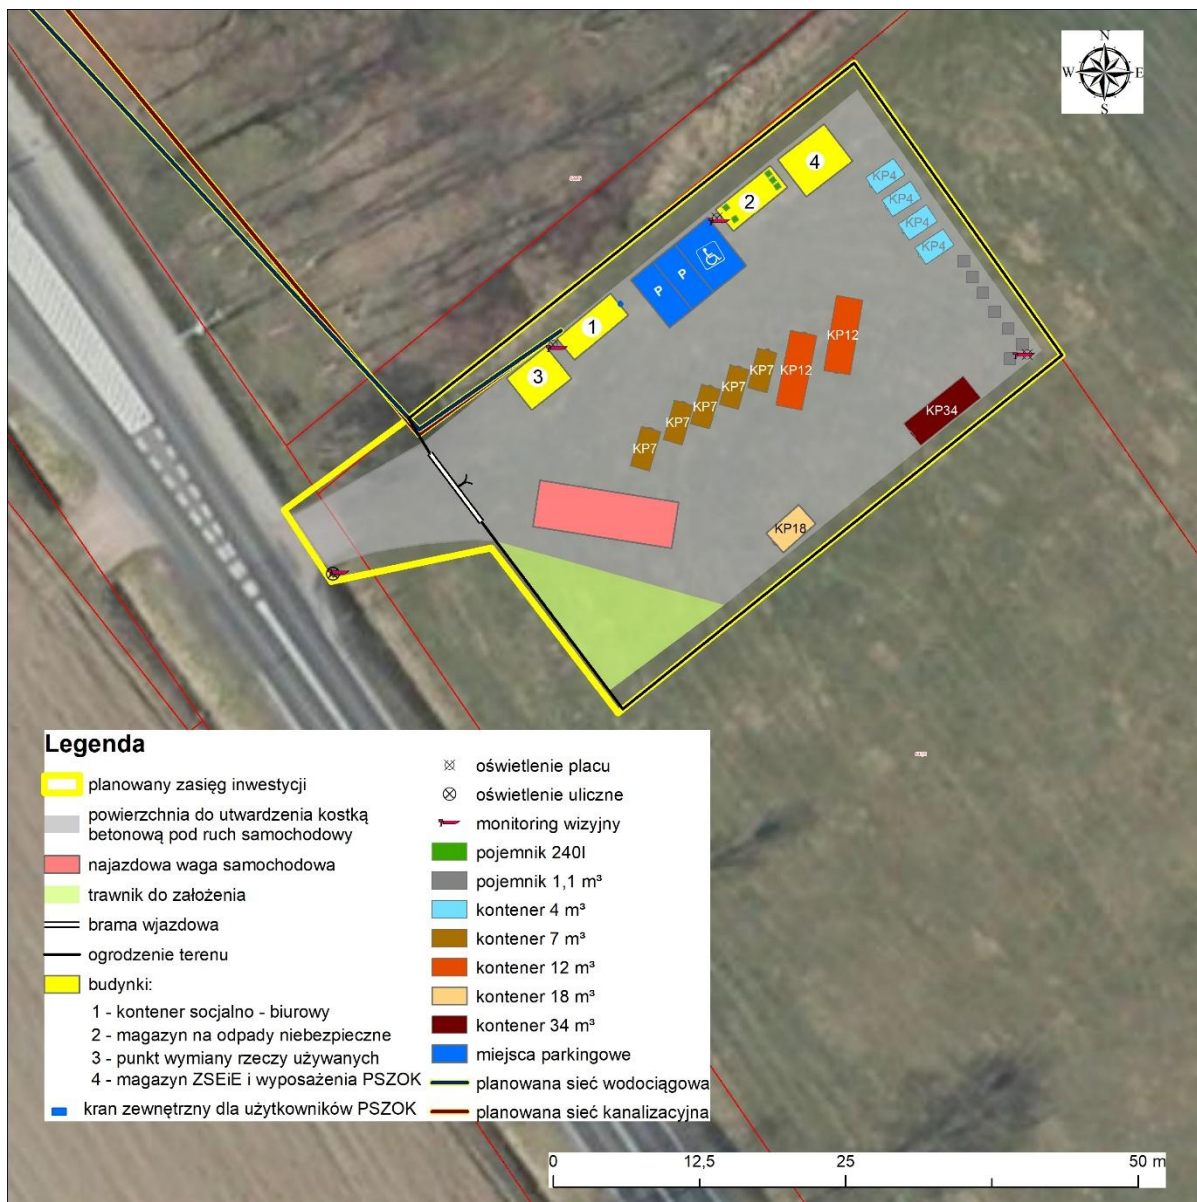 N
W E
S
4
KP4
2
KP4
KP4
KP4
P
P
1
3
KP12
KP12
KP7
KP7
KP7
KP7
KP7
KP34
KP18
Legenda
planowany zasięg inwestycji
powierzchnia do utwardzenia kostką
betonową pod ruch samochodowy
najazdowa waga samochodowa
trawnik do założenia
brama wjazdowa
ogrodzenie terenu
budynki:
1 - kontener socjalno - biurowy
2 - magazyn na odpady niebezpieczne
3 - punkt wymiany rzeczy używanych
4 - magazyn ZSEiE i wyposażenia PSZOK
kran zewnętrzny dla użytkowników PSZOK
oświetlenie placu
oświetlenie uliczne
monitoring wizyjny
pojemnik 240l
pojemnik 1,1 m³
kontener 4 m³
kontener 7 m³
kontener 12 m³
kontener 18 m³
kontener 34 m³
miejsca parkingowe
planowana sieć wodociągowa
planowana sieć kanalizacyjna
0 12,5 25 50 m